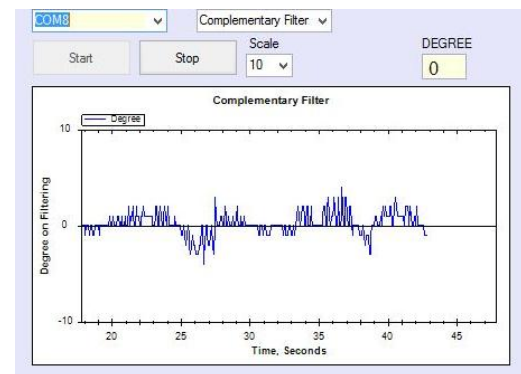 COM8
Complementary Filter
Start
Stop
Scale
10
DEGREE
0
Complementary Filter
Degree
10
0
-10
Degree on Filtering
20 25 30 35 40 45
Time, Seconds